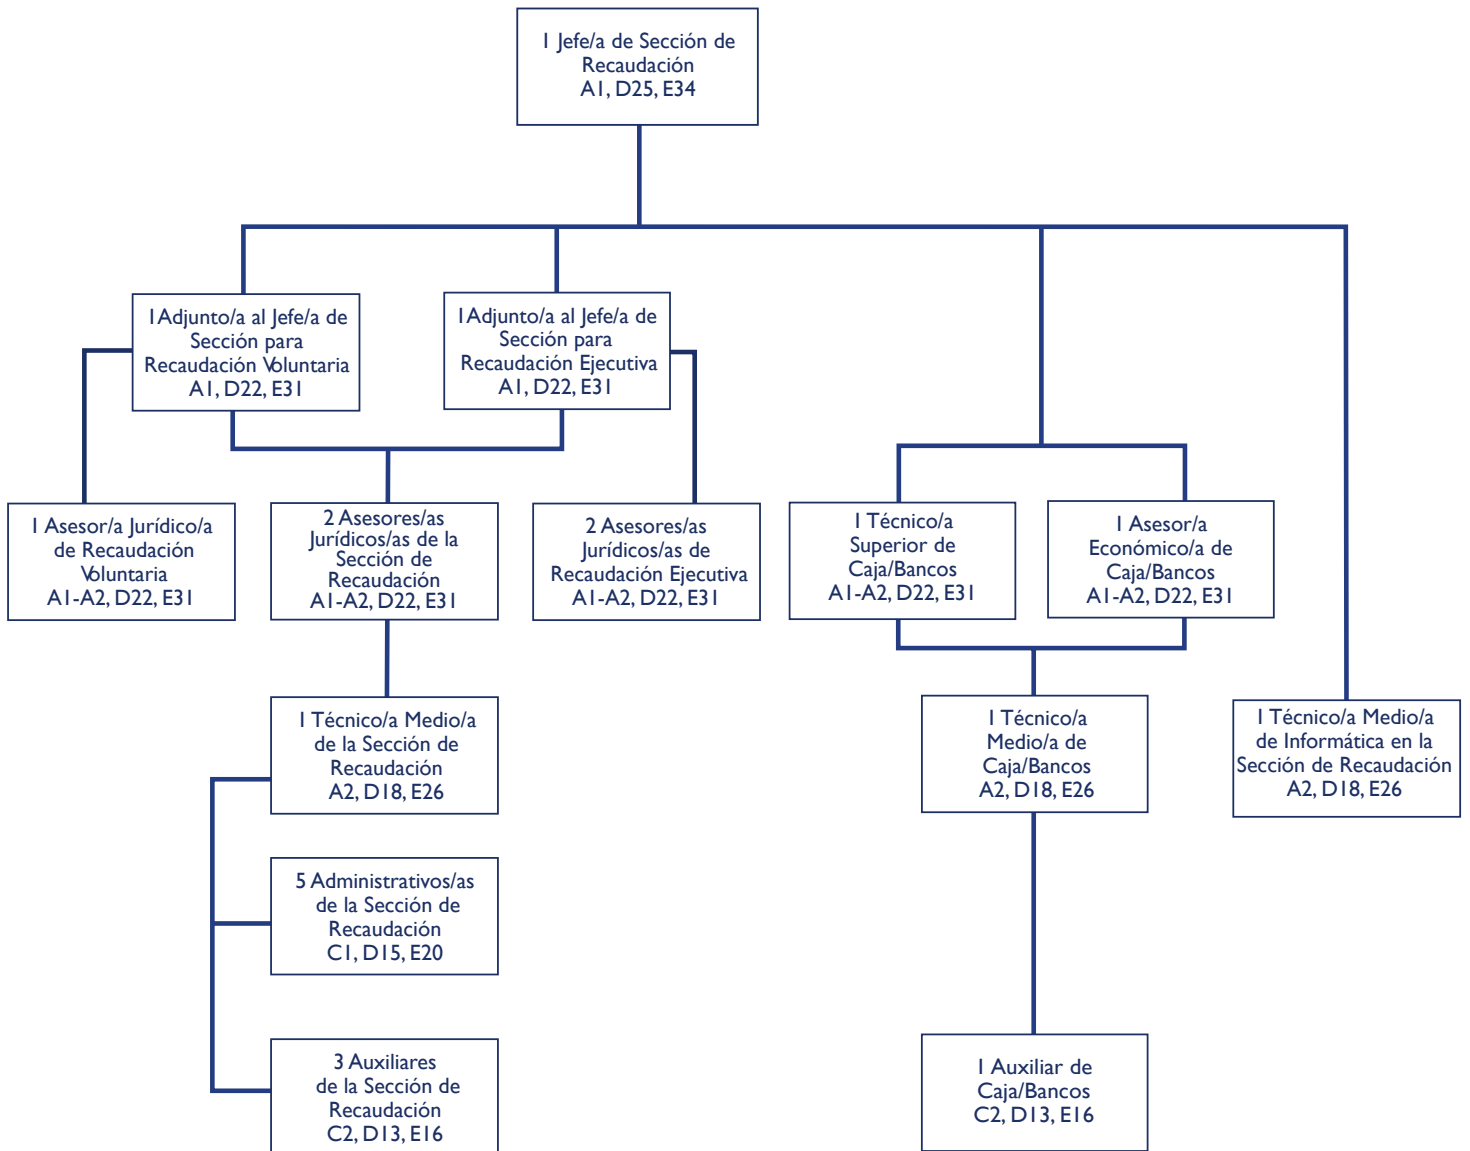 1 Jefe/a de Sección de
Recaudación
A1, D25, E34
1 Adjunto/a al Jefe/a de
Sección para
Recaudación Voluntaria
A1, D22, E31
1 Adjunto/a al Jefe/a de
Sección para
Recaudación Ejecutiva
A1, D22, E31
1 Asesor/a Jurídico/a
de Recaudación
Voluntaria
A1-A2, D22, E31
2 Asesores/as
Jurídicos/as de la
Sección de
Recaudación
A1-A2, D22, E31
2 Asesores/as
Jurídicos/as de
Recaudación Ejecutiva
A1-A2, D22, E31
1 Técnico/a
Superior de
Caja/Bancos
A1-A2, D22, E31
1 Asesor/a
Económico/a de
Caja/Bancos
A1-A2, D22, E31
1 Técnico/a Medio/a
de la Sección de
Recaudación
A2, D18, E26
1 Técnico/a
Medio/a de
Caja/Bancos
A2, D18, E26
1 Técnico/a Medio/a
de Informática en la
Sección de Recaudación
A2, D18, E26
5 Administrativos/as
de la Sección de
Recaudación
C1, D15, E20
3 Auxiliares
de la Sección de
Recaudación
C2, D13, E16
1 Auxiliar de
Caja/Bancos
C2, D13, E16